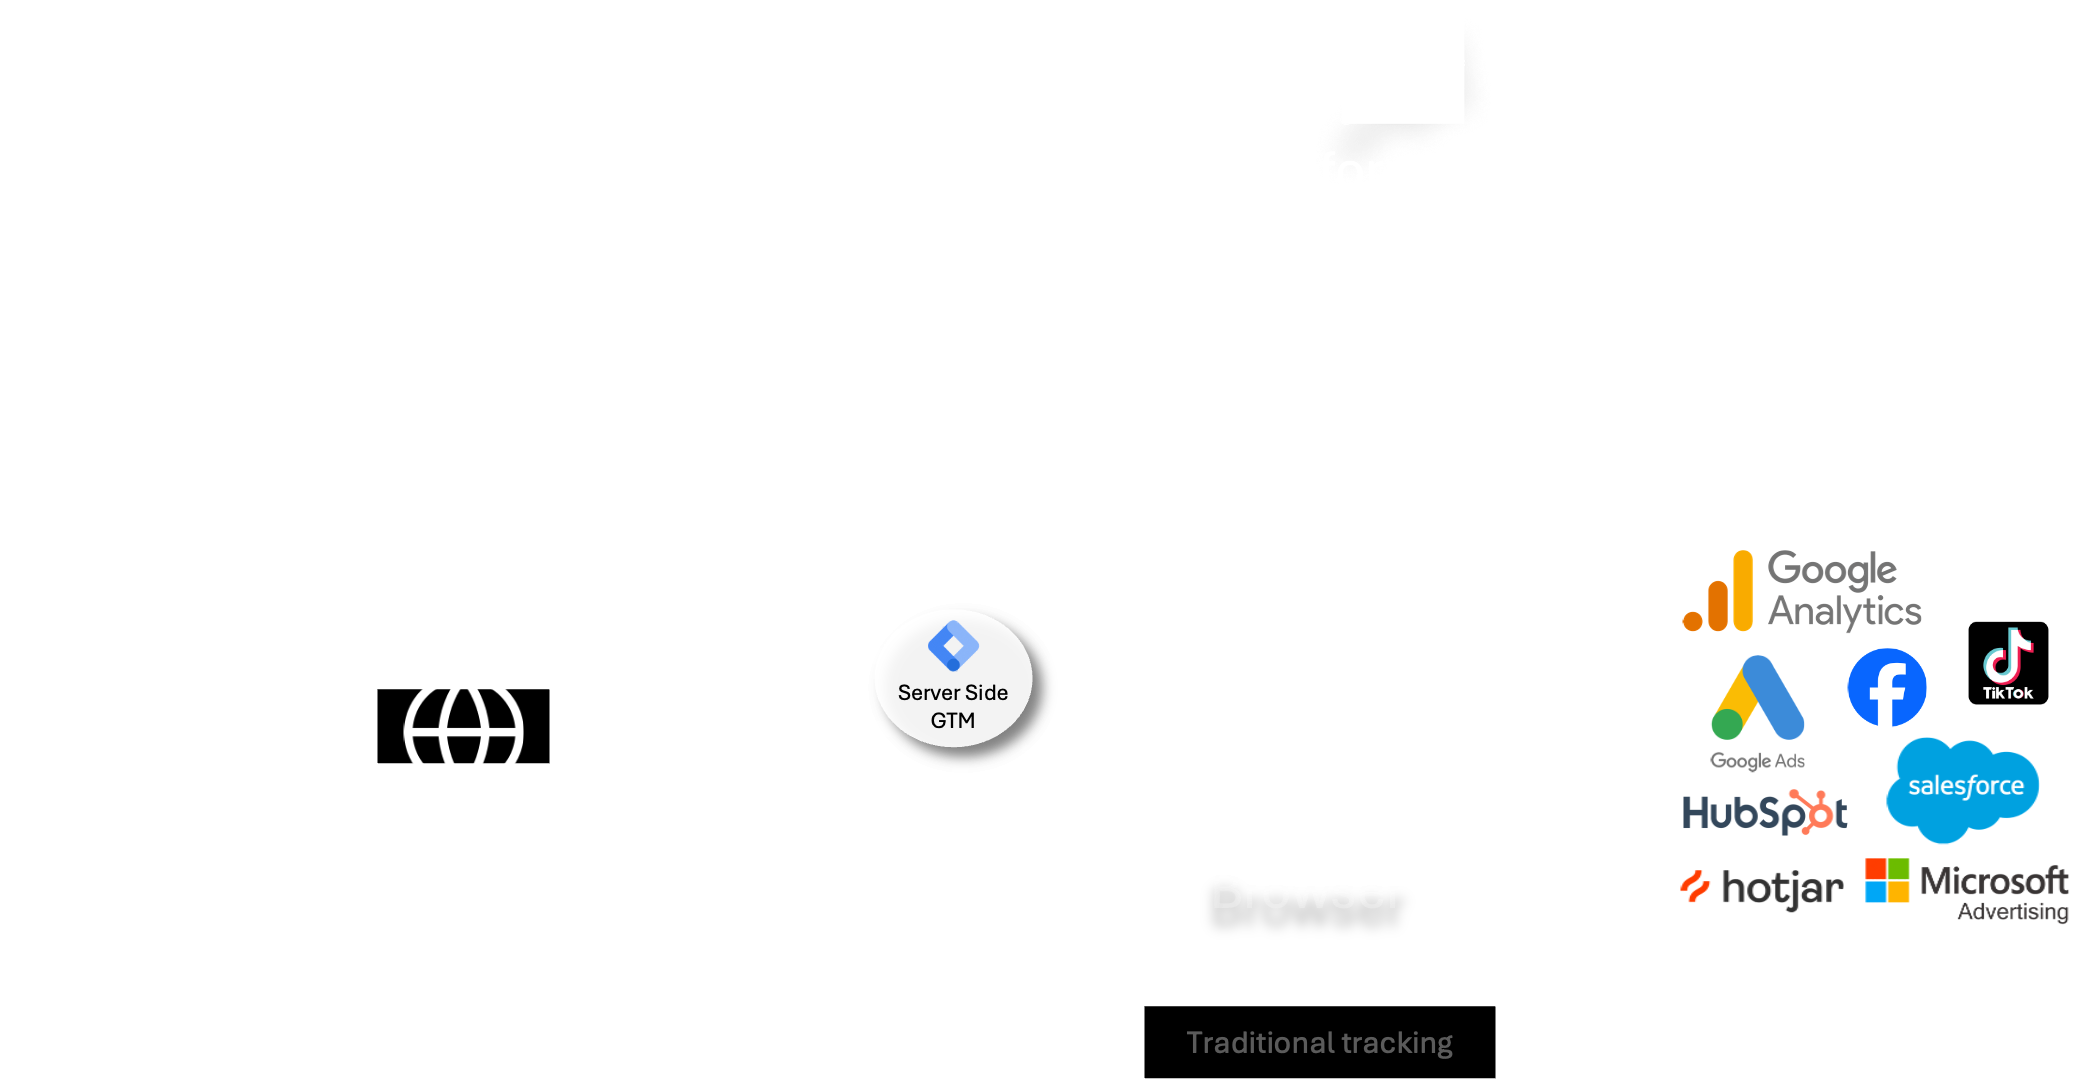 Google
Analytics
TikTok
Server Side
GTM
Google Ads
salesforce
HubSpot
hotjar
Microsoft
Advertising
Browser
Traditional tracking